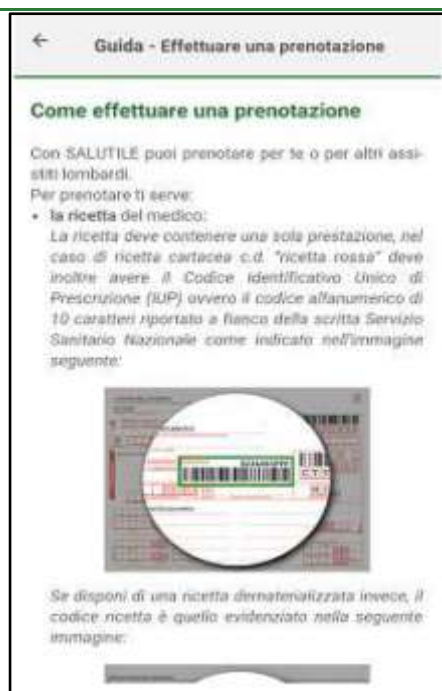 Guida - Effettuare una prenotazione
Come effettuare una prenotazione
Con SALUTILE puoi prenotare per te o per altri assi-
stiti lombardi.
Per prenotare ti serve:
• la ricetta del medico:
La ricetta deve contenere una sola prestazione, nel
caso di ricetta cartacea c.d. "ricetta rossa" deve
inoltre avere il Codice Identificativo Unico di
Prescrizione (IUP) ovvero il codice alfanumerico di
10 caratteri riportato a fianco della scritta Servizio
Sanitario Nazionale come indicato nell'immagine
seguente:
Se disponi di una ricetta dematerializzata invece, il
codice ricetta è quello evidenziato nella seguente
immagine: